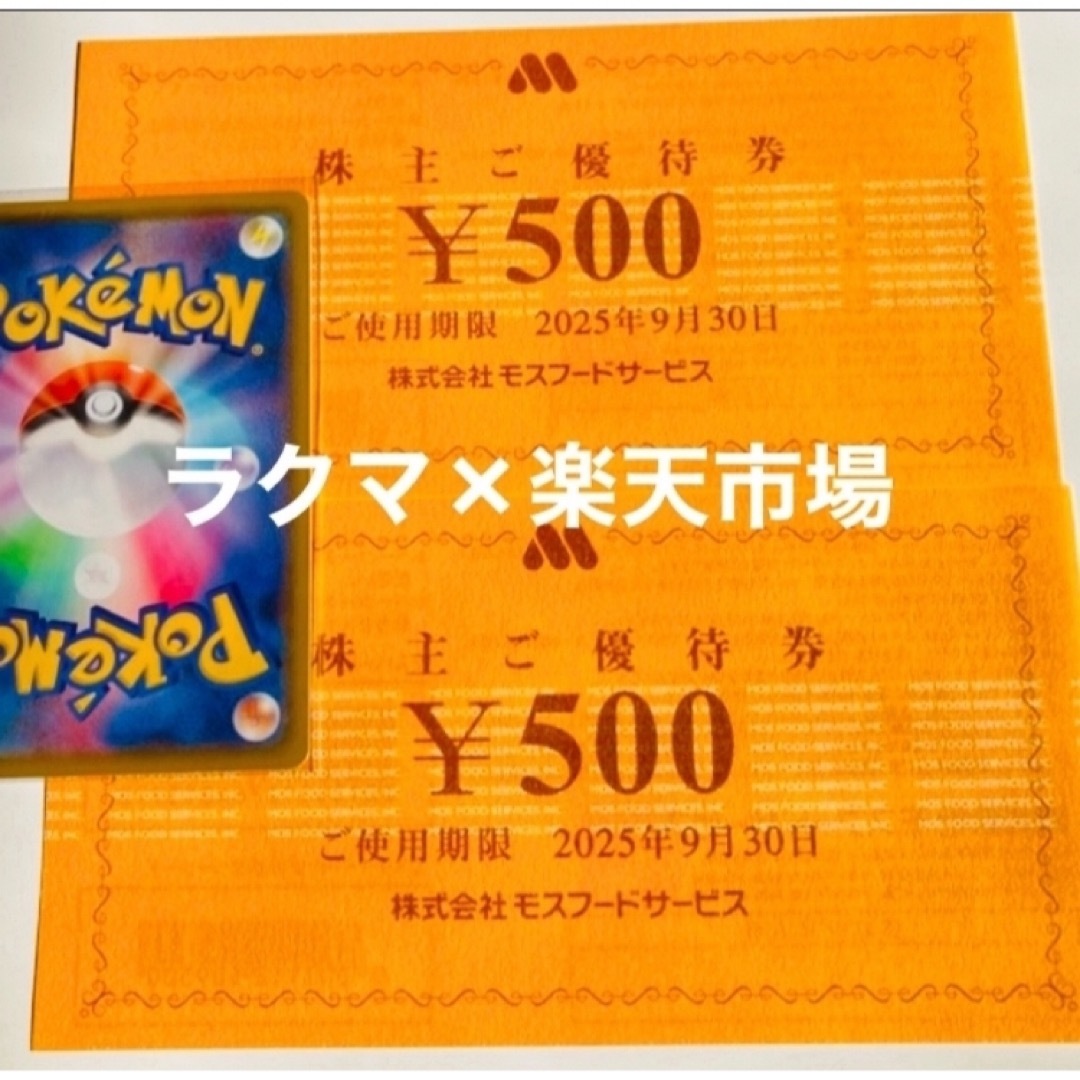 株主ご優待券
¥500
ご使用期限 2025年9月30日
株式会社モスフードサービス
POKéMON
ラクマ×楽天市場
POKéMON
株主ご優待券
¥500
MOS FOOD SERVICES, INC.
ご使用期限 2025年9月30日
株式会社モスフードサービス